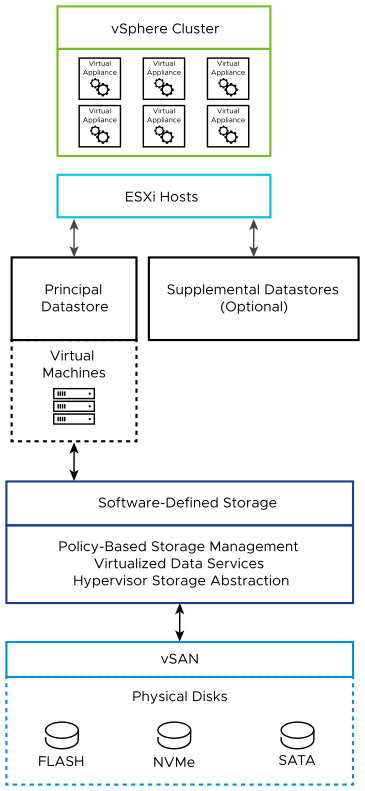 vSphere Cluster
Virtual
Appliance
Virtual
Appliance
Virtual
Appliance
Virtual
Appliance
Virtual
Appliance
Virtual
Appliance
ESXi Hosts
Principal
Datastore
Supplemental Datastores
(Optional)
Virtual
Machines
Software-Defined Storage
Policy-Based Storage Management
Virtualized Data Services
Hypervisor Storage Abstraction
vSAN
Physical Disks
FLASH
NVMe
SATA